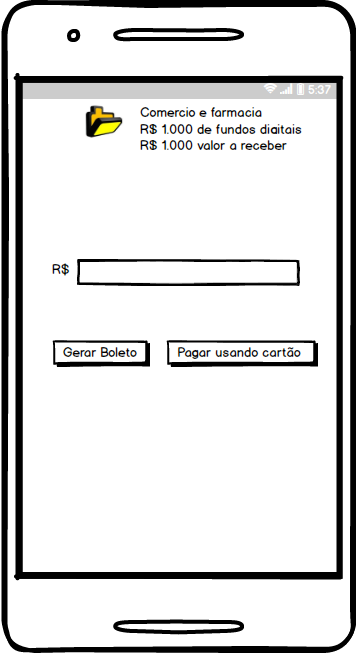 5:37
Comercio e farmacia
R$ 1.000 de fundos digitais
R$ 1.000 valor a receber
R$
Gerar Boleto
Pagar usando cartão